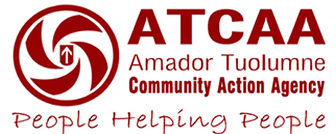 ATCAA
Amador Tuolumne
Community Action Agency
People Helping People